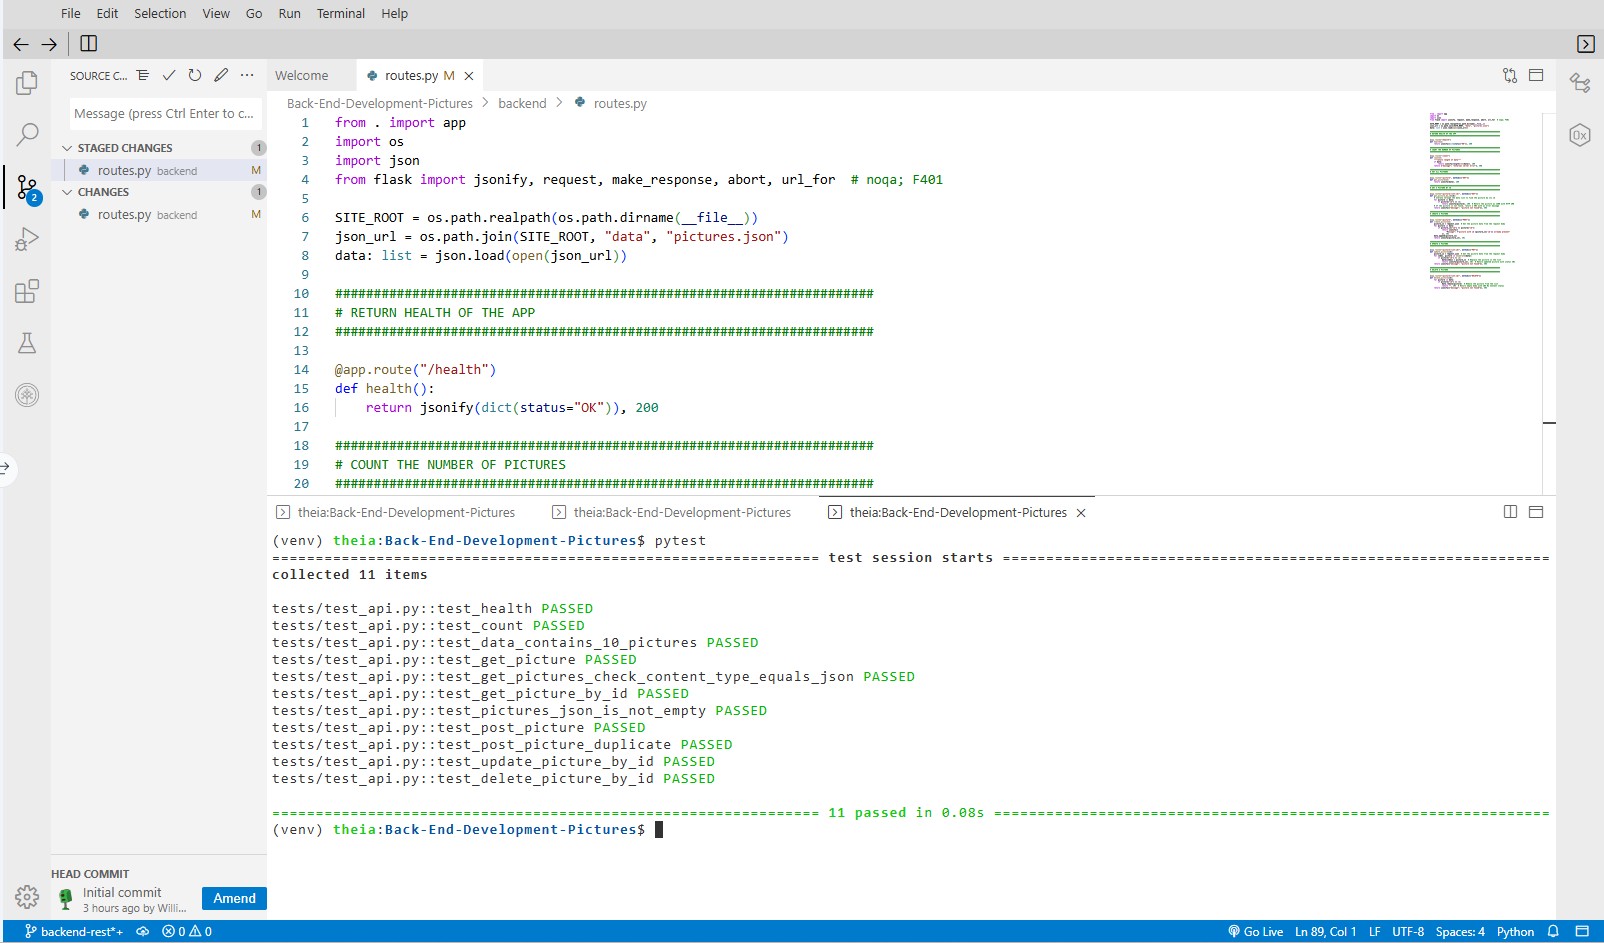 File Edit Selection View Go Run Terminal Help
SOURCE C...
Message (press Ctrl Enter to c...
STAGED CHANGES 1
routes.py backend M
CHANGES 1
routes.py backend M
2
Welcome routes.py M
Back-End-Development-Pictures > backend > routes.py
1 from . import app
2 import os
3 import json
4 from flask import jsonify, request, make_response, abort, url_for # noqa; F401
5
6 SITE_ROOT = os.path.realpath(os.path.dirname(__file__))
7 json_url = os.path.join(SITE_ROOT, "data", "pictures.json")
8 data: list = json.load(open(json_url))
9
10 ######################################################################
11 # RETURN HEALTH OF THE APP
12 ######################################################################
13
14 @app.route("/health")
15 def health():
16 return jsonify(dict(status="OK")), 200
17
18 ######################################################################
19 # COUNT THE NUMBER OF PICTURES
20 ######################################################################
0x
theia:Back-End-Development-Pictures theia:Back-End-Development-Pictures theia:Back-End-Development-Pictures
(venv) theia:Back-End-Development-Pictures$ pytest
=============================================================== test session starts ===============================================================
collected 11 items
tests/test_api.py::test_health PASSED
tests/test_api.py::test_count PASSED
tests/test_api.py::test_data_contains_10_pictures PASSED
tests/test_api.py::test_get_picture PASSED
tests/test_api.py::test_get_pictures_check_content_type_equals_json PASSED
tests/test_api.py::test_get_picture_by_id PASSED
tests/test_api.py::test_pictures_json_is_not_empty PASSED
tests/test_api.py::test_post_picture PASSED
tests/test_api.py::test_post_picture_duplicate PASSED
tests/test_api.py::test_update_picture_by_id PASSED
tests/test_api.py::test_delete_picture_by_id PASSED
=============================================================== 11 passed in 0.08s ================================================================
(venv) theia:Back-End-Development-Pictures$
HEAD COMMIT
Initial commit
3 hours ago by Willi...
Amend
backend-rest*+ 0 0 Go Live Ln 89, Col 1 LF UTF-8 Spaces: 4 Python